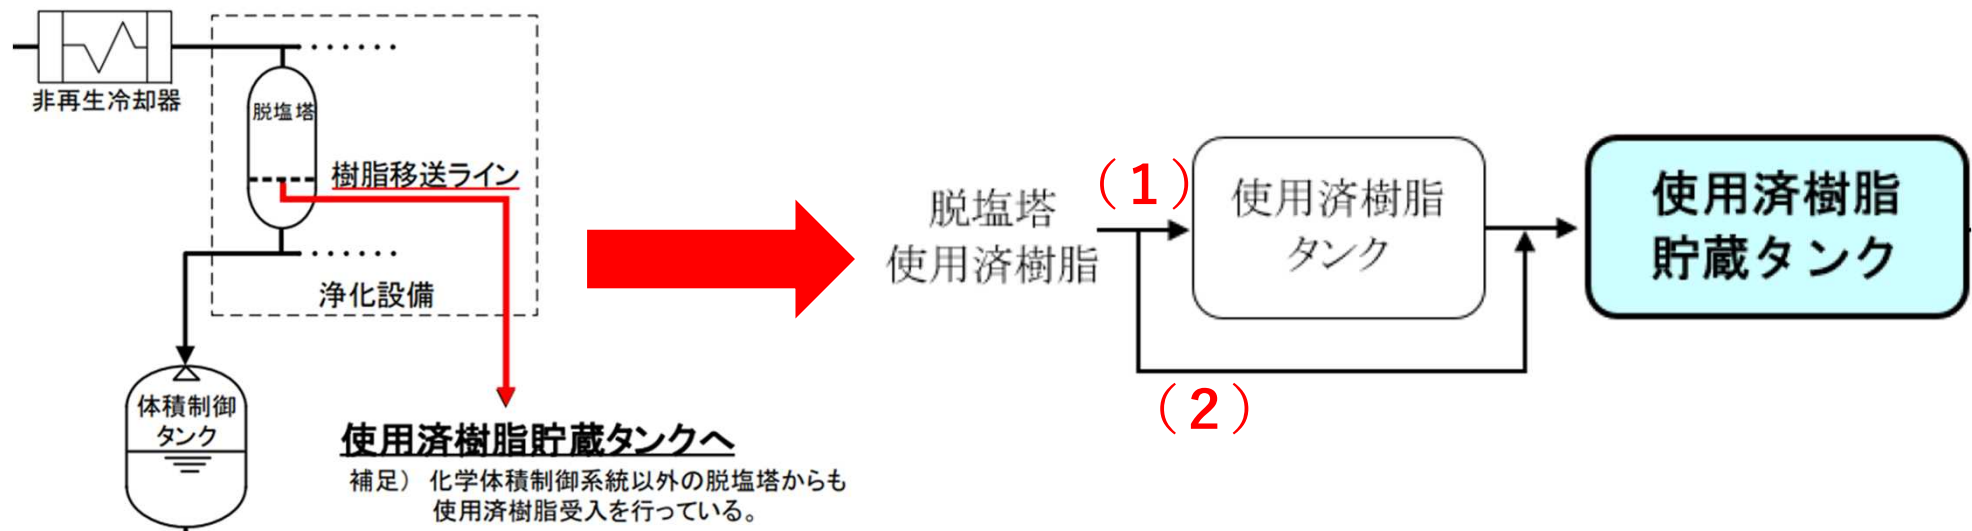 非再生冷却器
脱塩塔
樹脂移送ライン
浄化設備
体積制御
タンク
使用済樹脂貯蔵タンクへ
補足） 化学体積制御系統以外の脱塩塔からも
使用済樹脂受入を行っている。
脱塩塔
使用済樹脂
（1）
使用済樹脂
タンク
（2）
使用済樹脂
貯蔵タンク